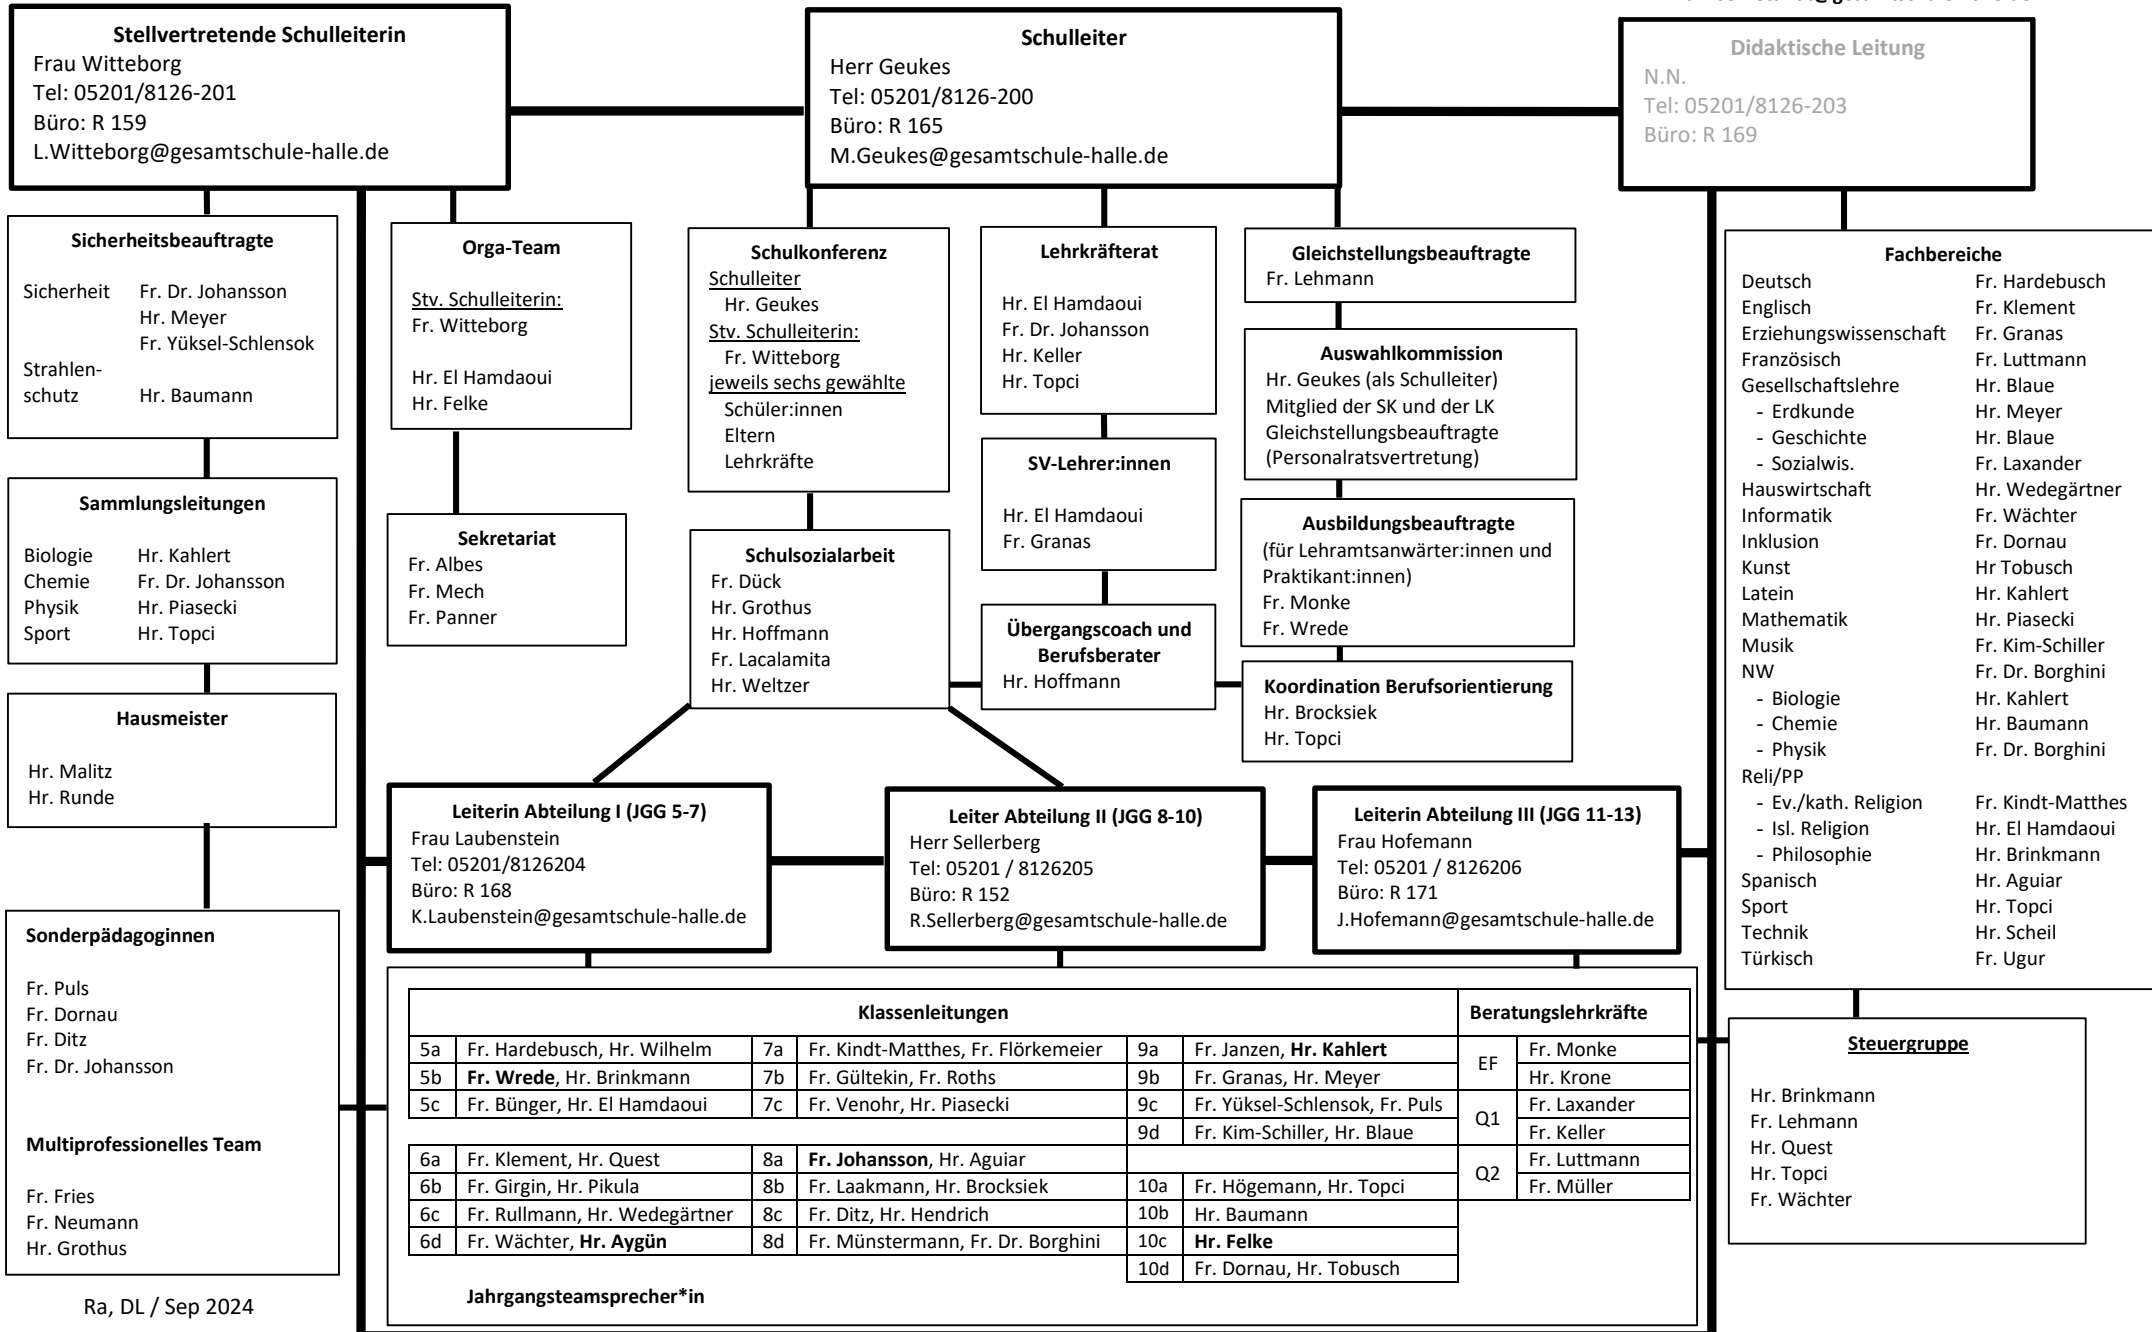 Stellvertretende Schulleiterin
Frau Witteborg
Tel: 05201/8126-201
Büro: R 159
L.Witteborg@gesamtschule-halle.de
Schulleiter
Herr Geukes
Tel: 05201/8126-200
Büro: R 165
M.Geukes@gesamtschule-halle.de
Didaktische Leitung
N.N.
Tel: 05201/8126-203
Büro: R 169
Sicherheitsbeauftragte
Sicherheit Fr. Dr. Johansson
Hr. Meyer
Fr. Yüksel-Schlensok
Strahlen-
schutz Hr. Baumann
Orga-Team
Stv. Schulleiterin:
Fr. Witteborg
Hr. El Hamdaoui
Hr. Felke
Schulkonferenz
Schulleiter
Hr. Geukes
Stv. Schulleiterin:
Fr. Witteborg
jeweils sechs gewählte
Schüler:innen
Eltern
Lehrkräfte
Lehrkräfterat
Hr. El Hamdaoui
Fr. Dr. Johansson
Hr. Keller
Hr. Topci
Gleichstellungsbeauftragte
Fr. Lehmann
Auswahlkommission
Hr. Geukes (als Schulleiter)
Mitglied der SK und der LK
Gleichstellungsbeauftragte
(Personalratsvertretung)
Fachbereiche
Deutsch Fr. Hardebusch
Englisch Fr. Klement
Erziehungswissenschaft Fr. Granas
Französisch Fr. Luttmann
Gesellschaftslehre Hr. Blaue
- Erdkunde Hr. Meyer
- Geschichte Hr. Blaue
- Sozialwis. Fr. Laxander
Hauswirtschaft Hr. Wedegärtner
Informatik Fr. Wächter
Inklusion Fr. Dornau
Kunst Hr Tobusch
Latein Hr. Kahlert
Mathematik Hr. Piasecki
Musik Fr. Kim-Schiller
NW Fr. Dr. Borghini
- Biologie Hr. Kahlert
- Chemie Hr. Baumann
- Physik Fr. Dr. Borghini
Reli/PP
- Ev./kath. Religion Fr. Kindt-Matthes
- Isl. Religion Hr. El Hamdaoui
- Philosophie Hr. Brinkmann
Spanisch Hr. Aguiar
Sport Hr. Topci
Technik Hr. Scheil
Türkisch Fr. Ugur
Sammlungsleitungen
Biologie Hr. Kahlert
Chemie Fr. Dr. Johansson
Physik Hr. Piasecki
Sport Hr. Topci
Sekretariat
Fr. Albes
Fr. Mech
Fr. Panner
Schulsozialarbeit
Fr. Dück
Hr. Grothus
Hr. Hoffmann
Fr. Lacalamita
Hr. Weltzer
SV-Lehrer:innen
Hr. El Hamdaoui
Fr. Granas
Übergangscoach und
Berufsberater
Hr. Hoffmann
Ausbildungsbeauftragte
(für Lehramtsanwärter:innen und
Praktikant:innen)
Fr. Monke
Fr. Wrede
Koordination Berufsorientierung
Hr. Brocksiek
Hr. Topci
Hausmeister
Hr. Malitz
Hr. Runde
Leiterin Abteilung I (JGG 5-7)
Frau Laubenstein
Tel: 05201/8126204
Büro: R 168
K.Laubenstein@gesamtschule-halle.de
Leiter Abteilung II (JGG 8-10)
Herr Sellerberg
Tel: 05201 / 8126205
Büro: R 152
R.Sellerberg@gesamtschule-halle.de
Leiterin Abteilung III (JGG 11-13)
Frau Hofemann
Tel: 05201 / 8126206
Büro: R 171
J.Hofemann@gesamtschule-halle.de
Sonderpädagoginnen
Fr. Puls
Fr. Dornau
Fr. Ditz
Fr. Dr. Johansson
Multiprofessionelles Team
Fr. Fries
Fr. Neumann
Hr. Grothus
Klassenleitungen Beratungslehrkräfte
5a Fr. Hardebusch, Hr. Wilhelm 7a Fr. Kindt-Matthes, Fr. Flörkemeier 9a Fr. Janzen, Hr. Kahlert EF Fr. Monke
5b Fr. Wrede, Hr. Brinkmann 7b Fr. Gültekin, Fr. Roths 9b Fr. Granas, Hr. Meyer Hr. Krone
5c Fr. Bünger, Hr. El Hamdaoui 7c Fr. Venohr, Hr. Piasecki 9c Fr. Yüksel-Schlensok, Fr. Puls Q1 Fr. Laxander
9d Fr. Kim-Schiller, Hr. Blaue Fr. Keller
6a Fr. Klement, Hr. Quest 8a Fr. Johansson, Hr. Aguiar Q2 Fr. Luttmann
6b Fr. Girgin, Hr. Pikula 8b Fr. Laakmann, Hr. Brocksiek 10a Fr. Högemann, Hr. Topci Fr. Müller
6c Fr. Rullmann, Hr. Wedegärtner 8c Fr. Ditz, Hr. Hendrich 10b Hr. Baumann
6d Fr. Wächter, Hr. Aygün 8d Fr. Münstermann, Fr. Dr. Borghini 10c Hr. Felke
10d Fr. Dornau, Hr. Tobusch
Jahrgangsteamsprecher*in
Steuergruppe
Hr. Brinkmann
Fr. Lehmann
Hr. Quest
Hr. Topci
Fr. Wächter
Ra, DL / Sep 2024